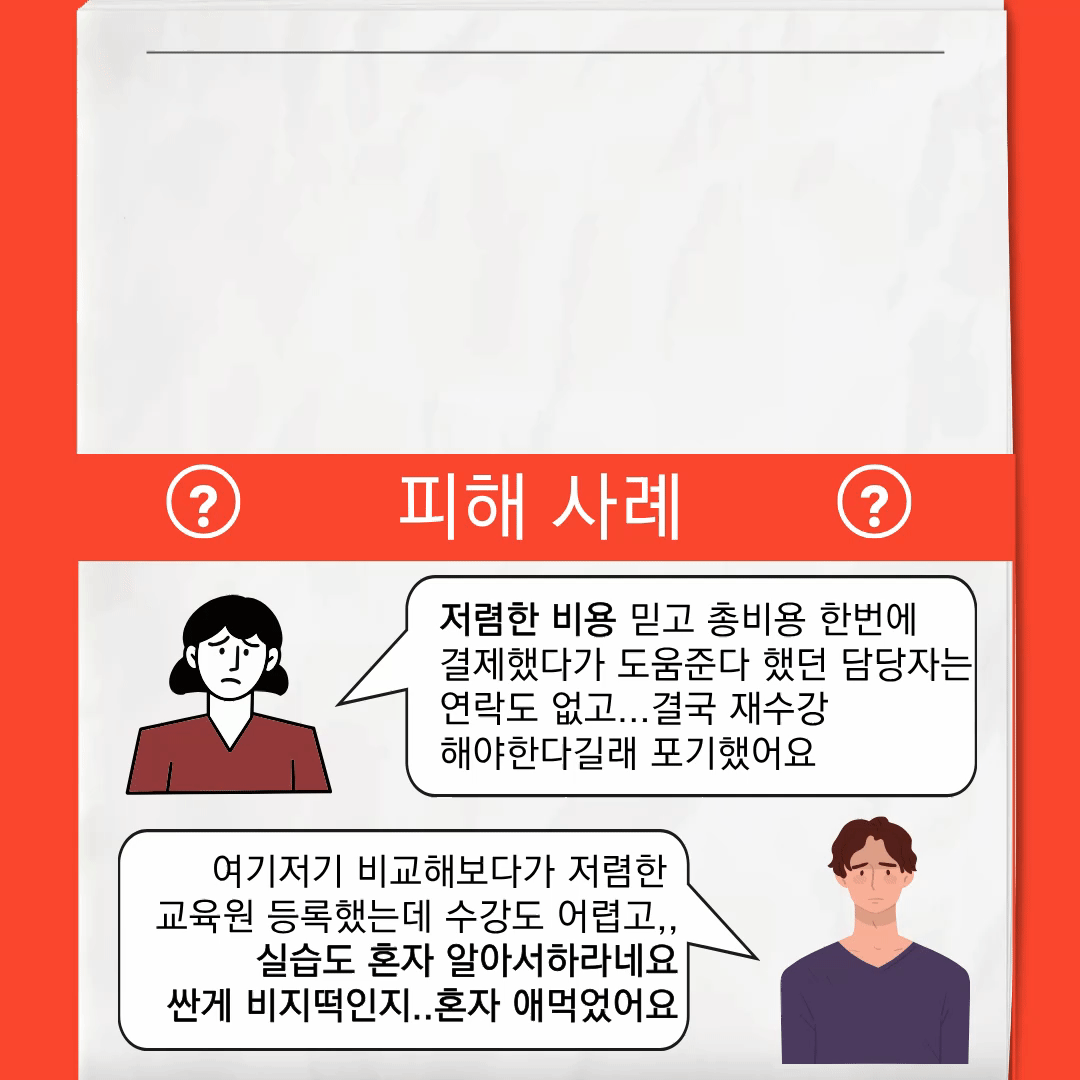 ? 피해 사례 ?
저렴한 비용 믿고 총비용 한번에
결제했다가 도움준다 했던 담당자는
연락도 없고...결국 재수강
해야한다길래 포기했어요
여기저기 비교해보다가 저렴한
교육원 등록했는데 수강도 어렵고,,
실습도 혼자 알아서하라네요
싼게 비지떡인지..혼자 애먹었어요